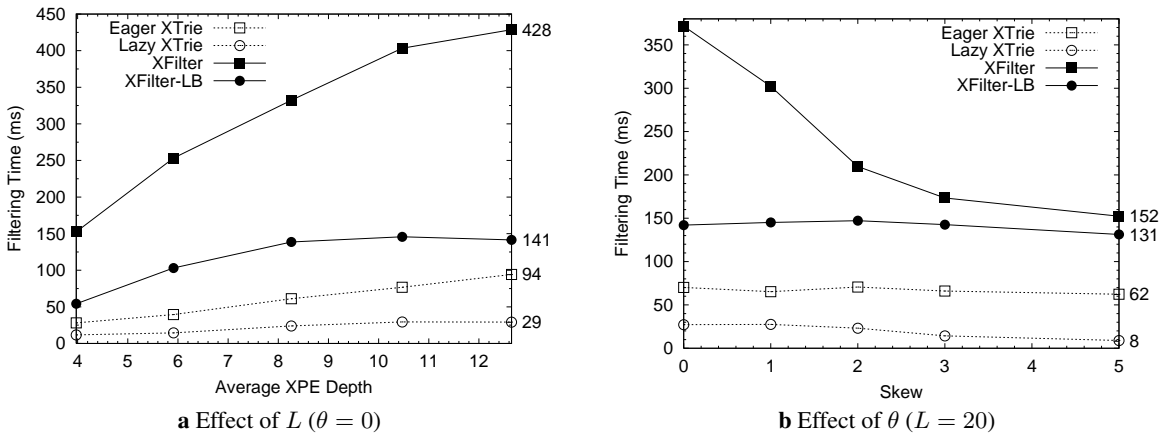 450
400
350
300
250
200
150
100
50
0
Filtering Time (ms)
Eager XTrie
Lazy XTrie
XFilter
XFilter-LB
428
141
94
29
4 5 6 7 8 9 10 11 12
Average XPE Depth
a Effect of L (θ = 0)
350
300
250
200
150
100
50
0
Filtering Time (ms)
Eager XTrie
Lazy XTrie
XFilter
XFilter-LB
152
131
62
8
0 1 2 3 4 5
Skew
b Effect of θ (L = 20)